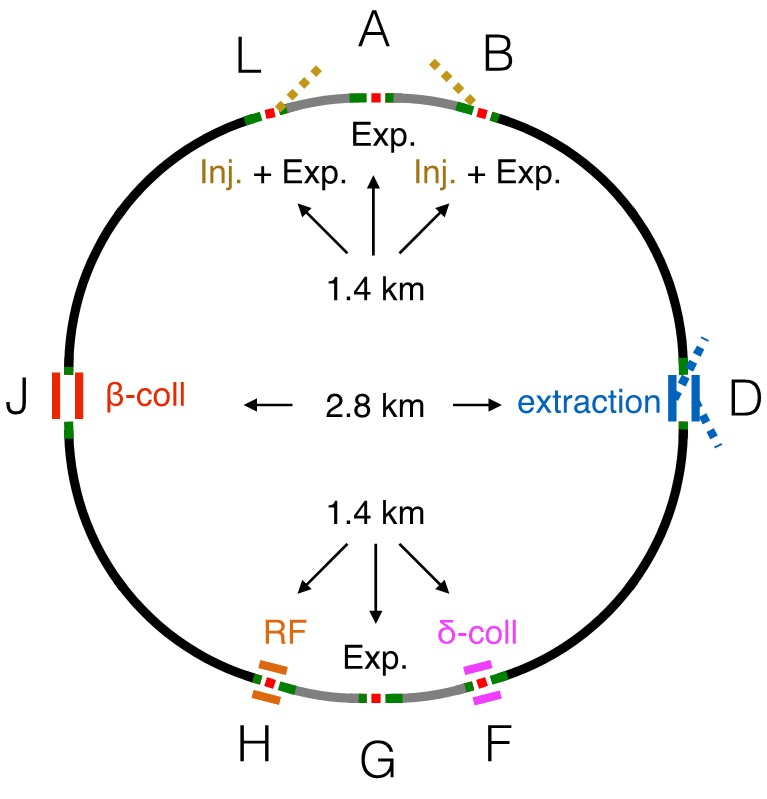 L
A
B
Exp.
Inj. + Exp.
Inj. + Exp.
1.4 km
J
β-coll
2.8 km
extraction
D
1.4 km
RF
δ-coll
Exp.
H
G
F